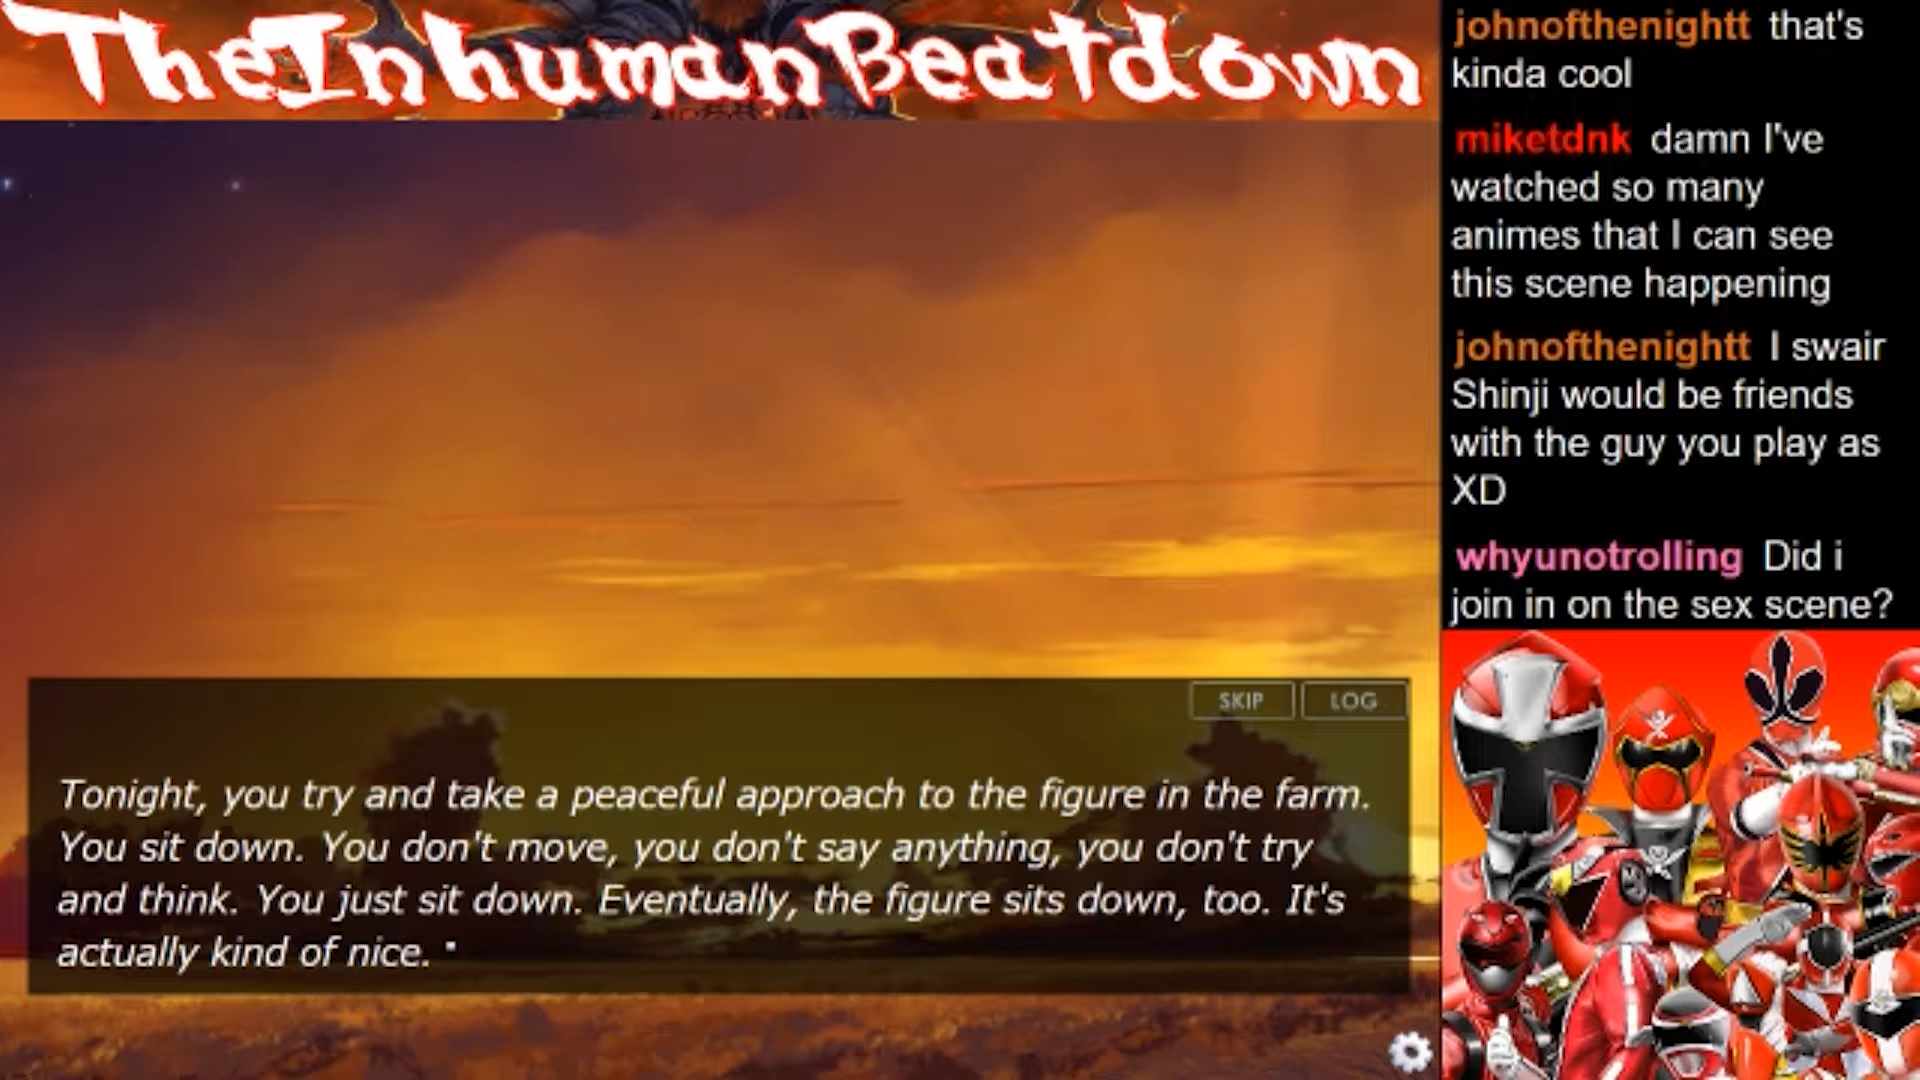 TheInhumanBeatdown
johnofthenightt that's
kinda cool
miketdnk damn I've
watched so many
animes that I can see
this scene happening
johnofthenightt I swair
Shinji would be friends
with the guy you play as
XD
whyunotrolling Did i
join in on the sex scene?
SKIP LOG
Tonight, you try and take a peaceful approach to the figure in the farm.
You sit down. You don't move, you don't say anything, you don't try
and think. You just sit down. Eventually, the figure sits down, too. It's
actually kind of nice.